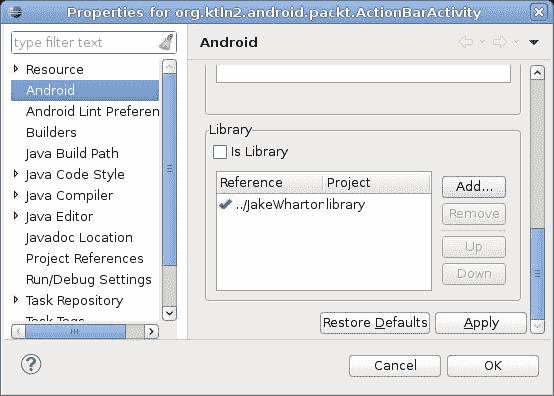 Properties for org.ktln2.android.packt.ActionBarActivity
type filter text
Resource
Android
Android Lint Preferen
Builders
Java Build Path
Java Code Style
Java Compiler
Java Editor
Javadoc Location
Project References
Run/Debug Settings
Task Repository
Task Tags
Android
Library
Is Library
Reference Project
../JakeWhartor library
Add...
Remove
Up
Down
Restore Defaults
Apply
Cancel
OK